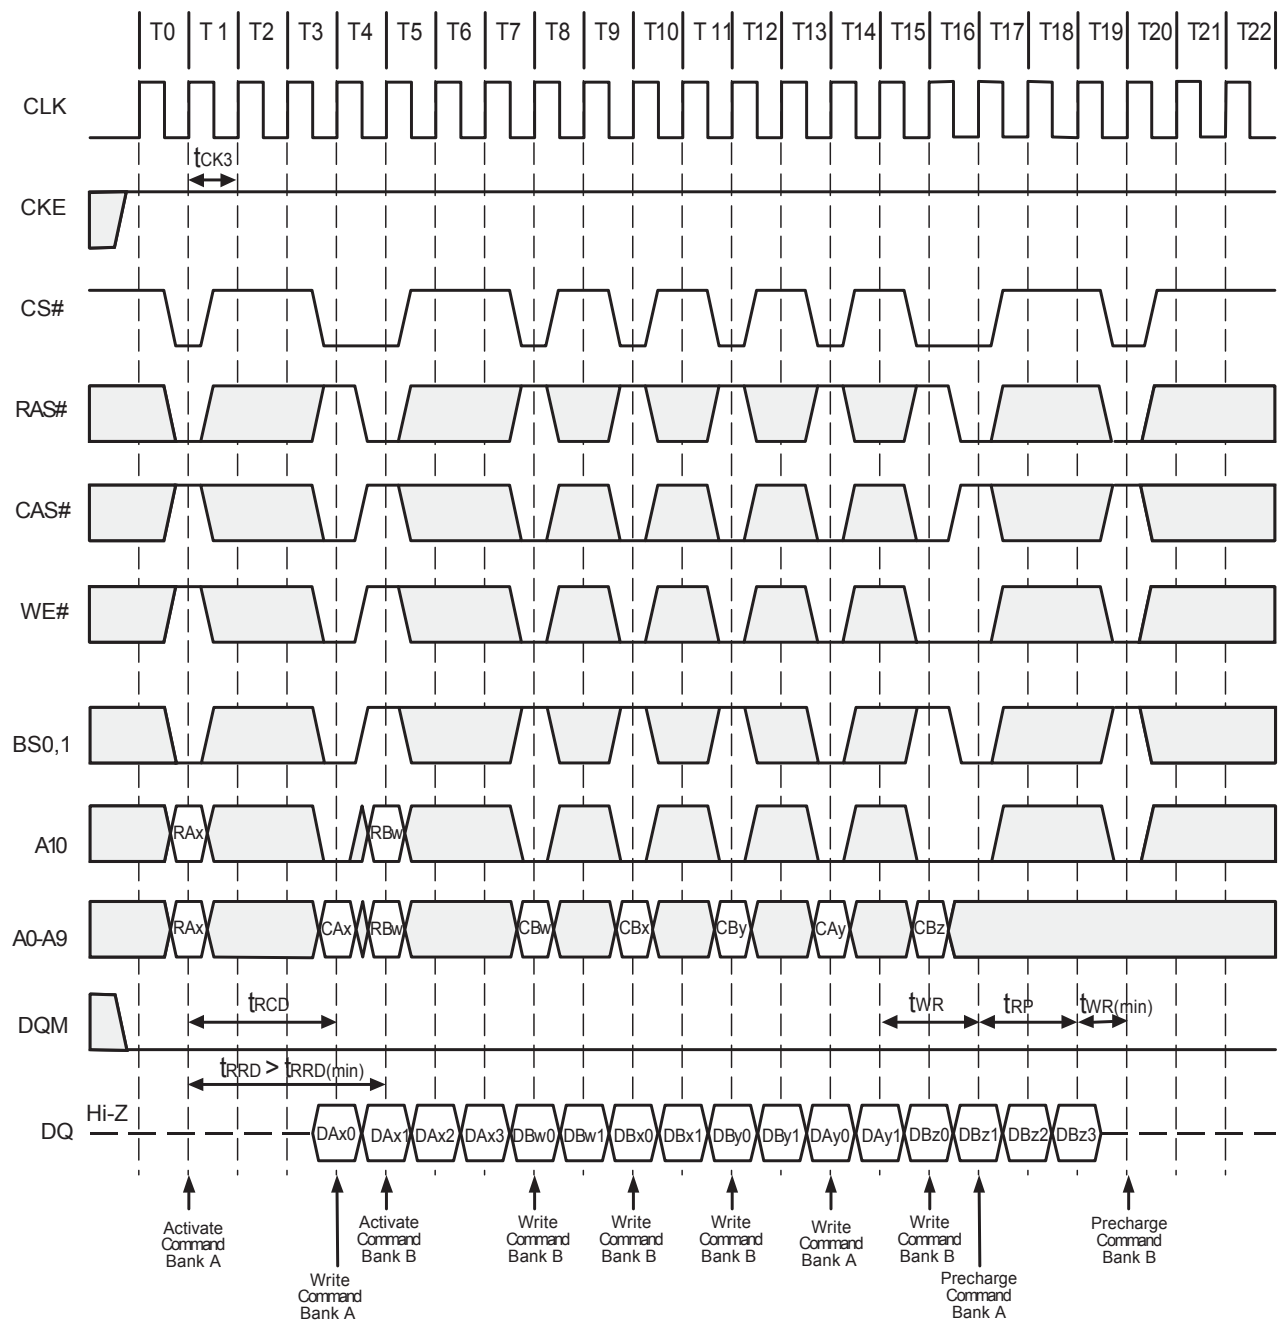 T0 T 1 T2 T3 T4 T5 T6 T7 T8 T9 T10 T 11 T12 T13 T14 T15 T16 T17 T18 T19 T20 T21 T22
CLK
tCK3
CKE
CS#
RAS#
CAS#
WE#
BS0,1
A10
RAx RBw
A0-A9
RAx CAx RBw CBw CBx CBy CAy CBz
DQM
tRCD tWR tRP tWR(min)
tRRD > tRRD(min)
Hi-Z
DQ
DAx0 DAx1 DAx2 DAx3 DBw0 DBw1 DBx0 DBx1 DBy0 DBy1 DAy0 DAy1 DBz0 DBz1 DBz2 DBz3
Activate
Command
Bank A
Write
Command
Bank A
Activate
Command
Bank B
Write
Command
Bank B
Write
Command
Bank B
Write
Command
Bank B
Write
Command
Bank A
Write
Command
Bank B
Precharge
Command
Bank A
Precharge
Command
Bank B